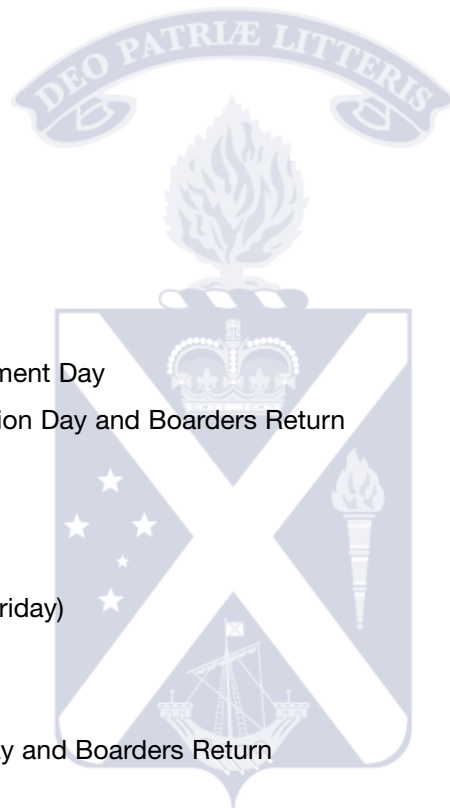 DEO PATRIÆ LITTERIS
ment Day
ion Day and Boarders Return
riday)
y and Boarders Return